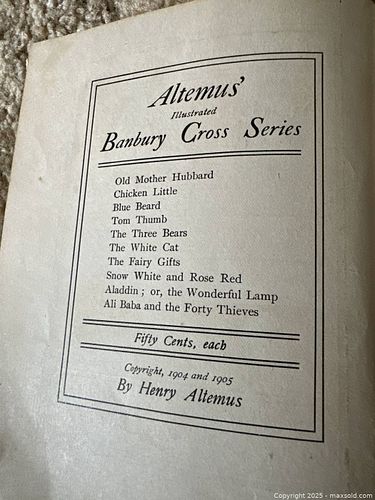 Altemus'
Illustrated
Banbury Cross Series
Old Mother Hubbard
Chicken Little
Blue Beard
Tom Thumb
The Three Bears
The White Cat
The Fairy Gifts
Snow White and Rose Red
Aladdin; or, the Wonderful Lamp
Ali Baba and the Forty Thieves
Fifty Cents, each
Copyright, 1904 and 1905
By Henry Altemus
Copyright 2025 - maxsold.com